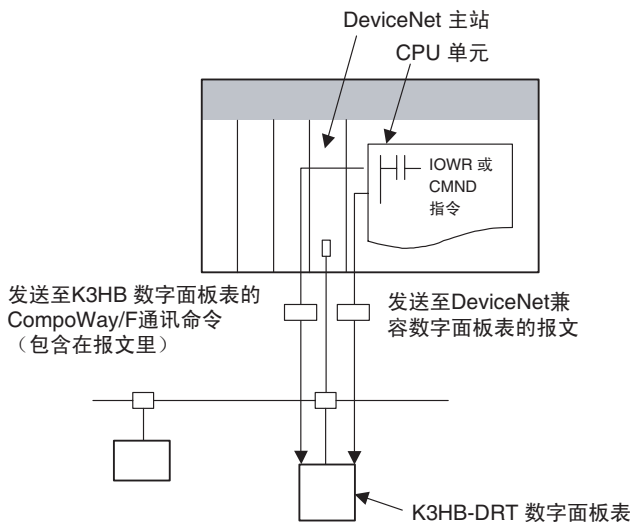 DeviceNet 主站
CPU 单元
IOWR 或
CMND
指令
发送至K3HB 数字面板表的
CompoWay/F通讯命令
（包含在报文里）
发送至DeviceNet兼
容数字面板表的报文
K3HB-DRT 数字面板表